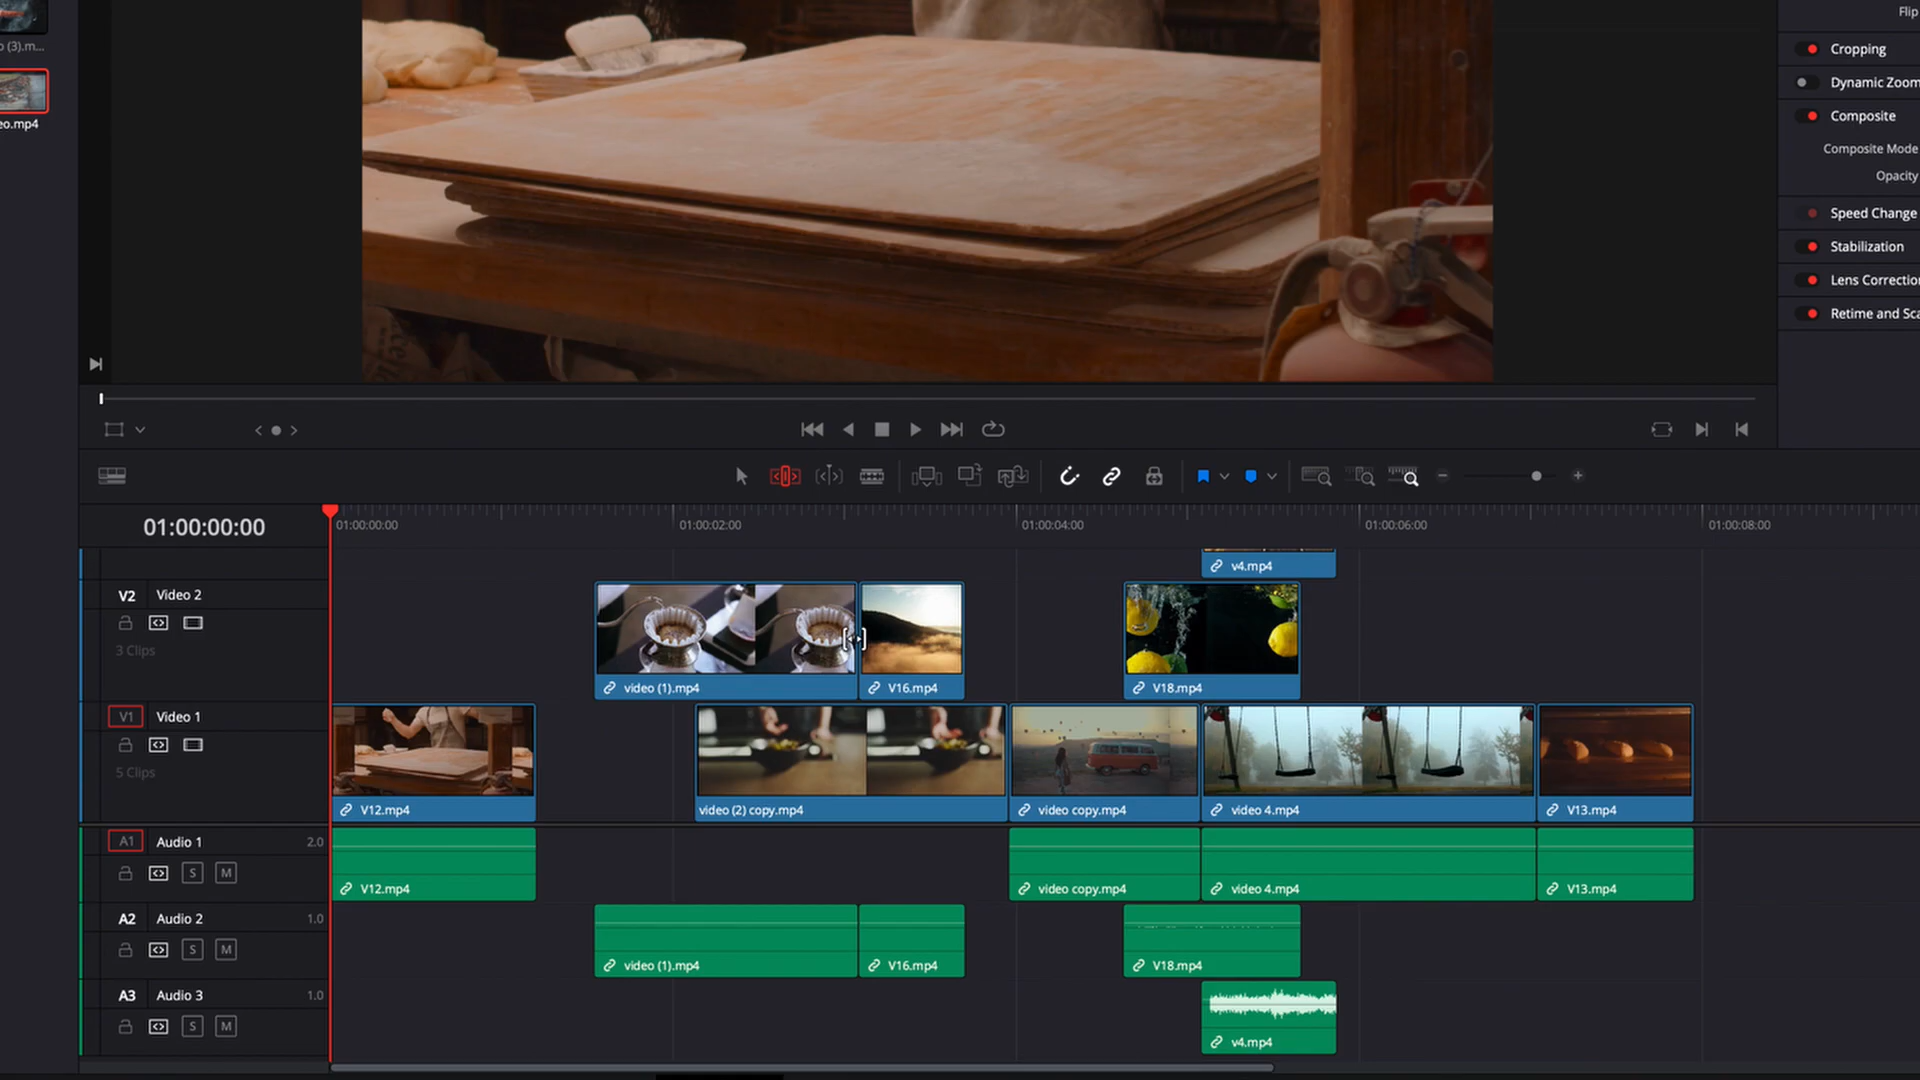 (3).m...
eo.mp4
Flip
Cropping
Dynamic Zoom
Composite
Composite Mode
Opacity
Speed Change
Stabilization
Lens Correctio
Retime and Sca
01:00:00:00
01:00:00:00
01:00:02:00
01:00:04:00
01:00:06:00
01:00:08:00
v4.mp4
V2 Video 2
3 Clips
video (1).mp4
V16.mp4
V18.mp4
V1 Video 1
5 Clips
V12.mp4
video (2) copy.mp4
video copy.mp4
video 4.mp4
V13.mp4
A1 Audio 1 2.0
S M
V12.mp4
video copy.mp4
video 4.mp4
V13.mp4
A2 Audio 2 1.0
S M
video (1).mp4
V16.mp4
V18.mp4
A3 Audio 3 1.0
S M
v4.mp4